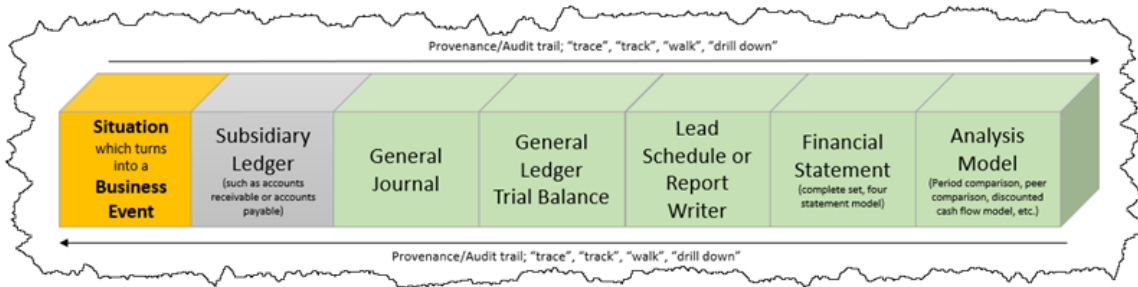 Provenance/Audit trail; “trace”, “track”, “walk”, “drill down”
Situation
which turns
into a
Business
Event
Subsidiary
Ledger
(such as accounts
receivable or accounts
payable)
General
Journal
General
Ledger
Trial Balance
Lead
Schedule or
Report
Writer
Financial
Statement
(complete set, four
statement model)
Analysis
Model
(Period comparison, peer
comparison, discounted
cash flow model, etc.)
Provenance/Audit trail; “trace”, “track”, “walk”, “drill down”